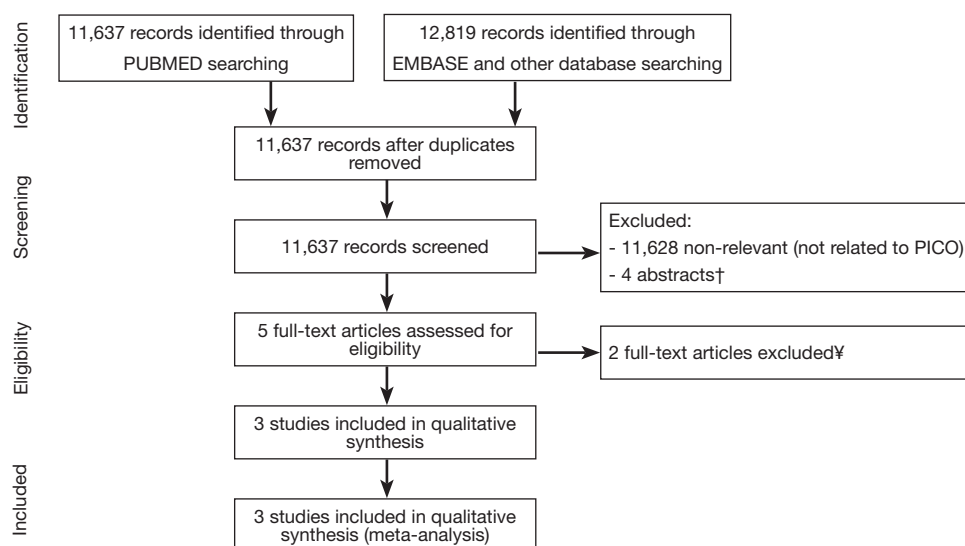 Identification
11,637 records identified through
PUBMED searching
12,819 records identified through
EMBASE and other database searching
11,637 records after duplicates
removed
Screening
11,637 records screened
Excluded:
- 11,628 non-relevant (not related to PICO)
- 4 abstracts†
Eligibility
5 full-text articles assessed for
eligibility
2 full-text articles excluded¥
3 studies included in qualitative
synthesis
Included
3 studies included in qualitative
synthesis (meta-analysis)